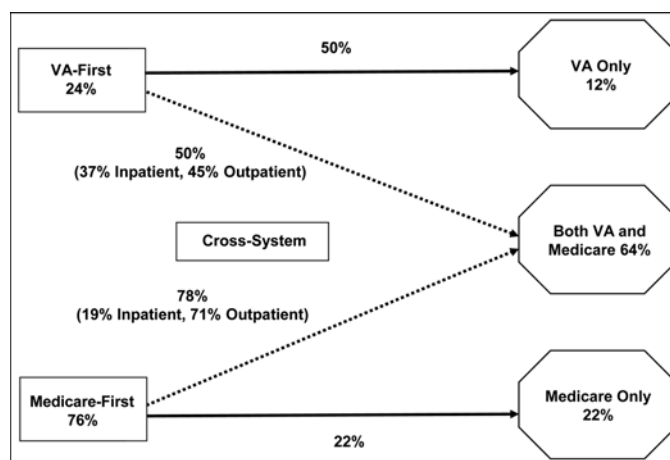 50%
VA-First
24%
VA Only
12%
50%
(37% Inpatient, 45% Outpatient)
Cross-System
Both VA and
Medicare 64%
78%
(19% Inpatient, 71% Outpatient)
Medicare-First
76%
Medicare Only
22%
22%